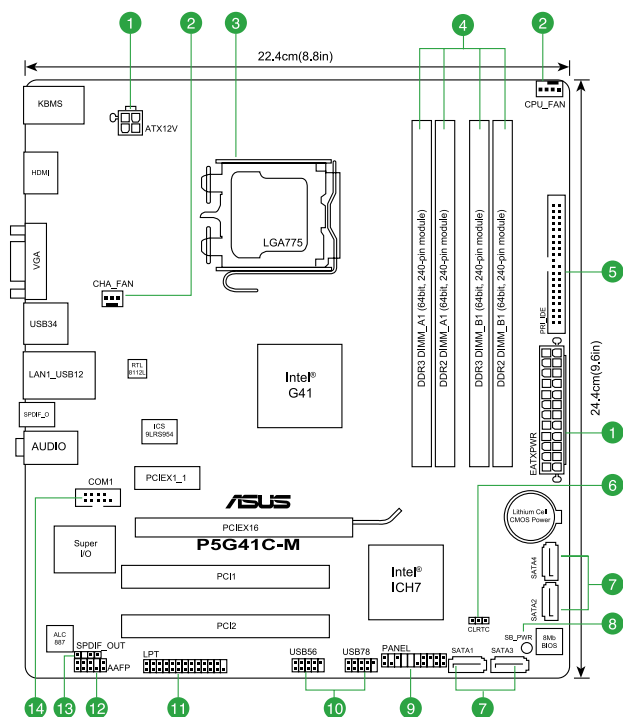 1
2
3
4
2
22.4cm(8.8in)
KBMS
ATX12V
CPU_FAN
HDMI
LGA775
DDR3 DIMM_A1 (64bit, 240-pin module)
DDR2 DIMM_A1 (64bit, 240-pin module)
DDR3 DIMM_B1 (64bit, 240-pin module)
DDR2 DIMM_B1 (64bit, 240-pin module)
PRI_IDE
5
VGA
CHA_FAN
2
USB34
24.4cm(9.6in)
LAN1_USB12
RTL
8112L
Intel®
G41
SPDIF_O
AUDIO
ICS
9LRS954
EATXPWR
1
PCIEX1_1
6
COM1
14
ASUS
Lithium Cell
CMOS Power
PCIEX16
P5G41C-M
Super
I/O
Intel®
ICH7
SATA4
7
PCI1
SATA2
CLRTC
8
PCI2
SB_PWR
8Mb
BIOS
ALC
887
SPDIF_OUT
AAFP
LPT
USB56
USB78
PANEL
SATA1
SATA3
14
13
12
11
10
9
7